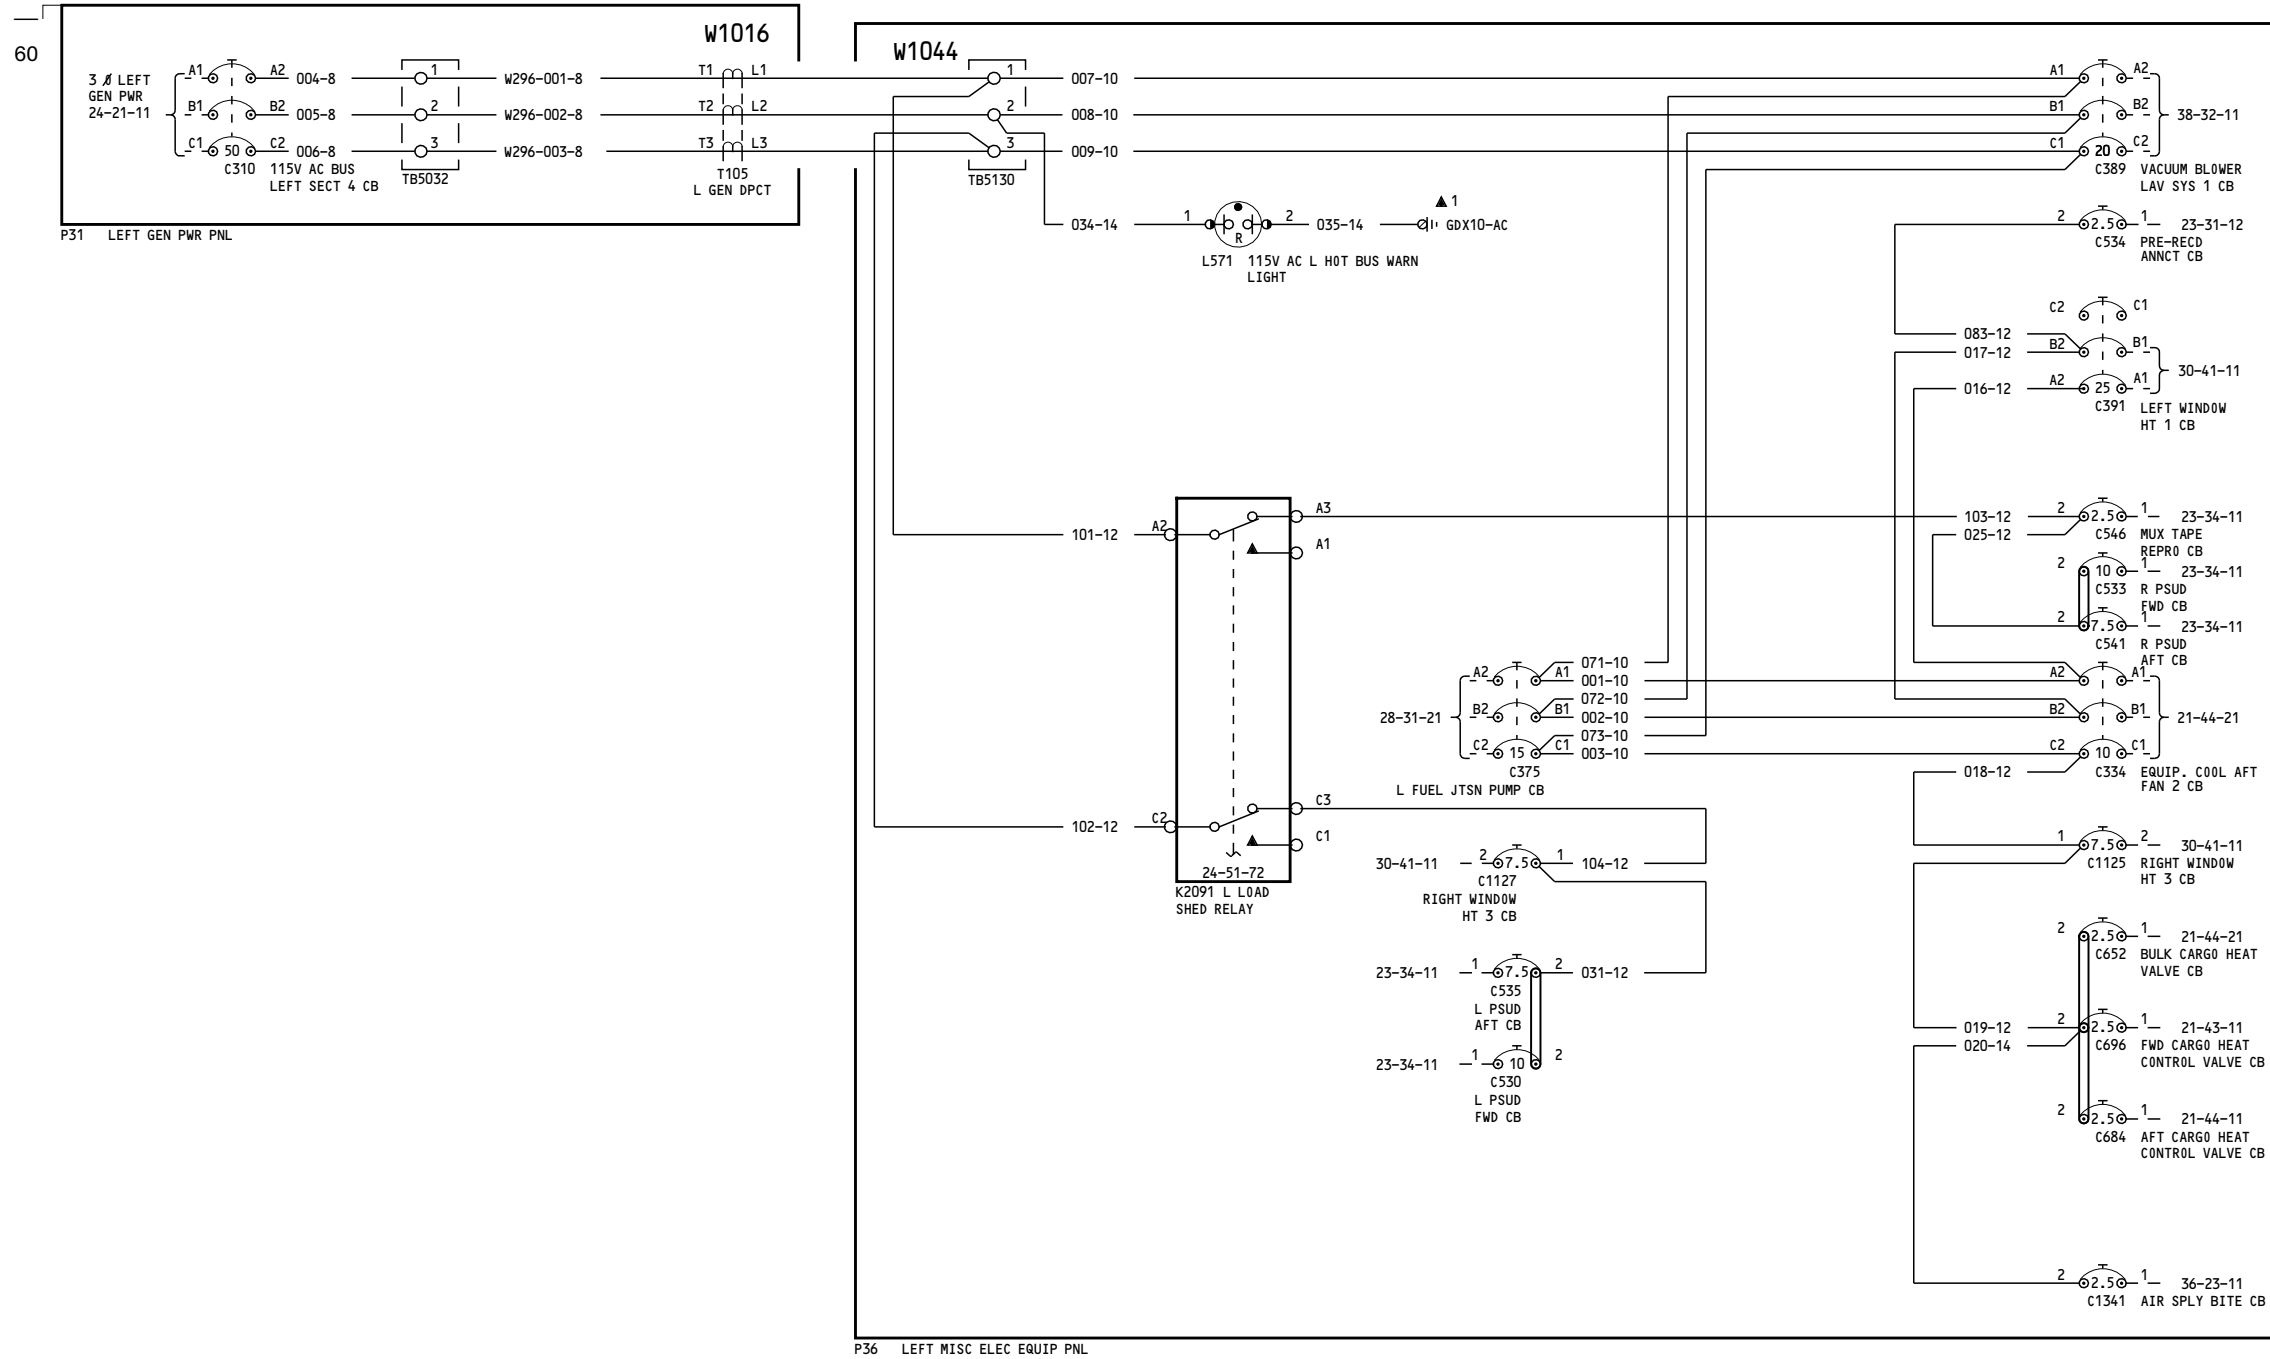 60
W1016
3 Ø LEFT
GEN PWR
24-21-11
A1 A2 004-8 1 W296-001-8 T1 L1
B1 B2 005-8 2 W296-002-8 T2 L2
C1 50 C2 006-8 3 W296-003-8 T3 L3
C310 115V AC BUS
LEFT SECT 4 CB
TB5032
T105
L GEN DPCT
P31 LEFT GEN PWR PNL
W1044
1 007-10 A1 A2
2 008-10 B1 B2 38-32-11
3 009-10 C1 20 C2
TB5130
C389 VACUUM BLOWER
LAV SYS 1 CB
034-14 1 R 2 035-14 GDX10-AC
1
L571 115V AC L HOT BUS WARN
LIGHT
2 2.5 1 23-31-12
C534 PRE-RECD
ANNCT CB
C2 C1
083-12
017-12 B2 B1
30-41-11
016-12 A2 25 A1
C391 LEFT WINDOW
HT 1 CB
101-12 A2 A3
A1
103-12 2 2.5 1 23-34-11
025-12 C546 MUX TAPE
REPRO CB
2 10 1 23-34-11
C533 R PSUD
FWD CB
2 7.5 1 23-34-11
C541 R PSUD
AFT CB
071-10
A2 A1 001-10 A2 A1
072-10
28-31-21 B2 B1 002-10 B2 B1 21-44-21
073-10
C2 15 C1 003-10 C2 10 C1
C375
L FUEL JTSN PUMP CB
018-12 C334 EQUIP. COOL AFT
FAN 2 CB
102-12 C2 C3
C1
24-51-72
K2091 L LOAD
SHED RELAY
30-41-11 2 7.5 1 104-12
C1127
RIGHT WINDOW
HT 3 CB
1 7.5 2 30-41-11
C1125 RIGHT WINDOW
HT 3 CB
23-34-11 1 7.5 2 031-12
C535
L PSUD
AFT CB
23-34-11 1 10 2
C530
L PSUD
FWD CB
2 2.5 1 21-44-21
C652 BULK CARGO HEAT
VALVE CB
019-12 2 2.5 1 21-43-11
020-14 C696 FWD CARGO HEAT
CONTROL VALVE CB
2 2.5 1 21-44-11
C684 AFT CARGO HEAT
CONTROL VALVE CB
2 2.5 1 36-23-11
C1341 AIR SPLY BITE CB
P36 LEFT MISC ELEC EQUIP PNL